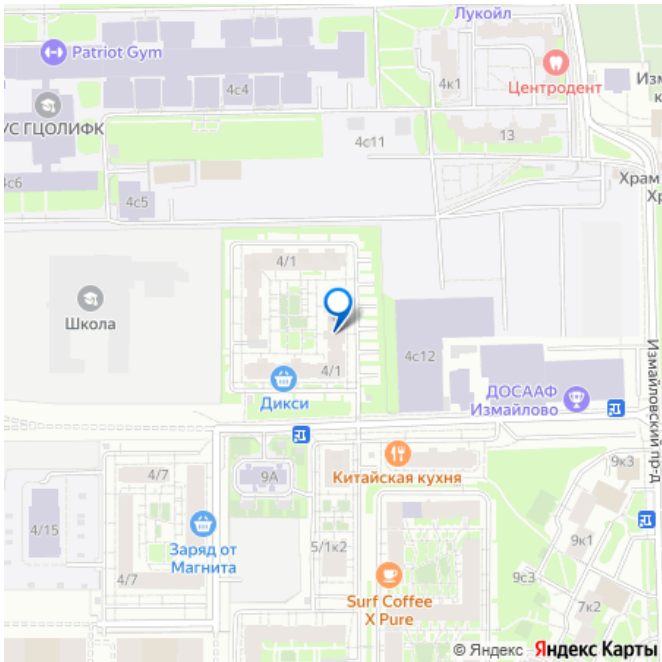 Лукойл
Patriot Gym
4к1
Центродент
4с4
УС ГЦОЛИФК
4с11
13
4с6
4с5
Храм
4/1
Школа
4/1
4с12
Дикси
ДОСААФ
Измайлово
Измайловский пр-д
Китайская кухня
9А
4/7
9к3
4/15
Заряд от
Магнита
5/1к2
9к1
4/7
9с3
Surf Coffee
X Pure
7к2
© Яндекс Яндекс Карты